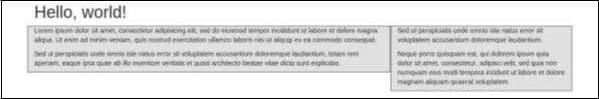 Hello, world!
Lorem ipsum dolor sit amet, consectetur adipisicing elit, sed do eiusmod tempor incididunt ut labore et dolore magna
aliqua. Ut enim ad minim veniam, quis nostrud exercitation ullamco laboris nisi ut aliquip ex ea commodo consequat.
Sed ut perspiciatis unde omnis iste natus error sit voluptatem accusantium doloremque laudantium, totam rem
aperiam, eaque ipsa quae ab illo inventore veritatis et quasi architecto beatae vitae dicta sunt explicabo.
Sed ut perspiciatis unde omnis iste natus error sit
voluptatem accusantium doloremque laudantium.
Neque porro quisquam est, qui dolorem ipsum quia
dolor sit amet, consectetur, adipisci velit, sed quia non
numquam eius modi tempora incidunt ut labore et dolore
magnam aliquam quaerat voluptatem.